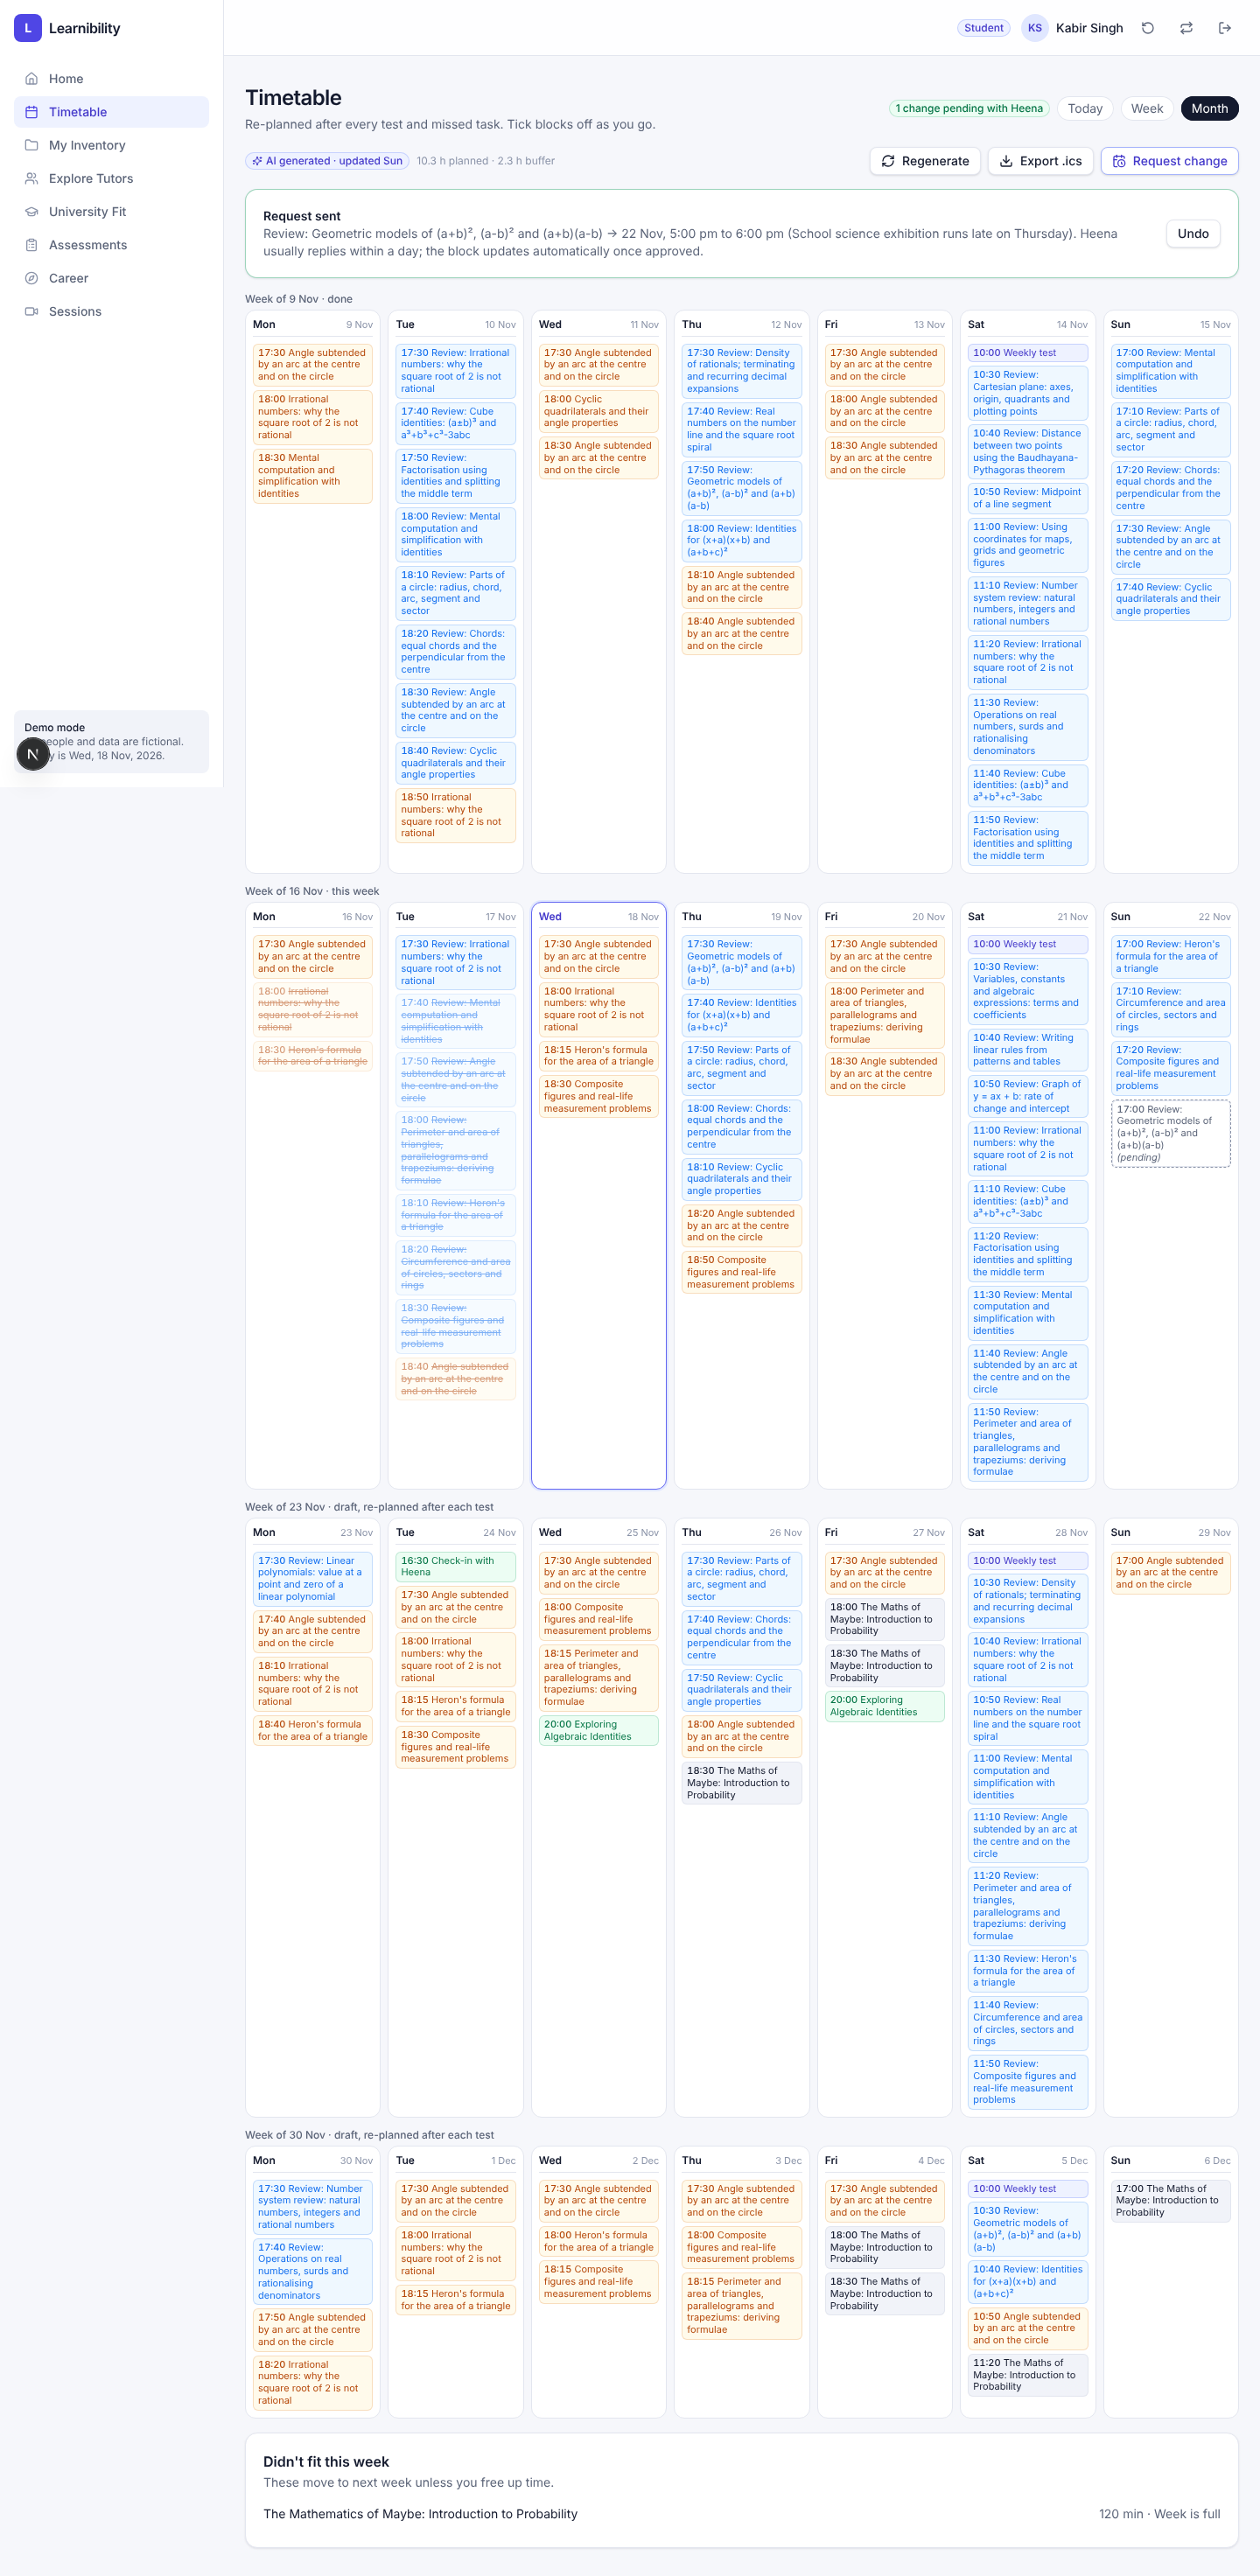 L Learnibility
Student KS Kabir Singh
Home
Timetable
My Inventory
Explore Tutors
University Fit
Assessments
Career
Sessions
Demo mode
people and data are fictional.
y is Wed, 18 Nov, 2026.
N
Timetable
Re-planned after every test and missed task. Tick blocks off as you go.
1 change pending with Heena Today Week Month
AI generated · updated Sun 10.3 h planned · 2.3 h buffer
Regenerate Export .ics Request change
Request sent
Review: Geometric models of (a+b)², (a-b)² and (a+b)(a-b) → 22 Nov, 5:00 pm to 6:00 pm (School science exhibition runs late on Thursday). Heena
usually replies within a day; the block updates automatically once approved.
Undo
Week of 9 Nov · done
Mon 9 Nov
17:30 Angle subtended
by an arc at the centre
and on the circle
18:00 Irrational
numbers: why the
square root of 2 is not
rational
18:30 Mental
computation and
simplification with
identities
Tue 10 Nov
17:30 Review: Irrational
numbers: why the
square root of 2 is not
rational
17:40 Review: Cube
identities: (a±b)³ and
a³+b³+c³-3abc
17:50 Review:
Factorisation using
identities and splitting
the middle term
18:00 Review: Mental
computation and
simplification with
identities
18:10 Review: Parts of
a circle: radius, chord,
arc, segment and
sector
18:20 Review: Chords:
equal chords and the
perpendicular from the
centre
18:30 Review: Angle
subtended by an arc at
the centre and on the
circle
18:40 Review: Cyclic
quadrilaterals and their
angle properties
18:50 Irrational
numbers: why the
square root of 2 is not
rational
Wed 11 Nov
17:30 Angle subtended
by an arc at the centre
and on the circle
18:00 Cyclic
quadrilaterals and their
angle properties
18:30 Angle subtended
by an arc at the centre
and on the circle
Thu 12 Nov
17:30 Review: Density
of rationals; terminating
and recurring decimal
expansions
17:40 Review: Real
numbers on the number
line and the square root
spiral
17:50 Review:
Geometric models of
(a+b)², (a-b)² and (a+b)
(a-b)
18:00 Review: Identities
for (x+a)(x+b) and
(a+b+c)²
18:10 Angle subtended
by an arc at the centre
and on the circle
18:40 Angle subtended
by an arc at the centre
and on the circle
Fri 13 Nov
17:30 Angle subtended
by an arc at the centre
and on the circle
18:00 Angle subtended
by an arc at the centre
and on the circle
18:30 Angle subtended
by an arc at the centre
and on the circle
Sat 14 Nov
10:00 Weekly test
10:30 Review:
Cartesian plane: axes,
origin, quadrants and
plotting points
10:40 Review: Distance
between two points
using the Baudhayana-
Pythagoras theorem
10:50 Review: Midpoint
of a line segment
11:00 Review: Using
coordinates for maps,
grids and geometric
figures
11:10 Review: Number
system review: natural
numbers, integers and
rational numbers
11:20 Review: Irrational
numbers: why the
square root of 2 is not
rational
11:30 Review:
Operations on real
numbers, surds and
rationalising
denominators
11:40 Review: Cube
identities: (a±b)³ and
a³+b³+c³-3abc
11:50 Review:
Factorisation using
identities and splitting
the middle term
Sun 15 Nov
17:00 Review: Mental
computation and
simplification with
identities
17:10 Review: Parts of
a circle: radius, chord,
arc, segment and
sector
17:20 Review: Chords:
equal chords and the
perpendicular from the
centre
17:30 Review: Angle
subtended by an arc at
the centre and on the
circle
17:40 Review: Cyclic
quadrilaterals and their
angle properties
Week of 16 Nov · this week
Mon 16 Nov
17:30 Angle subtended
by an arc at the centre
and on the circle
18:00 Irrational
numbers: why the
square root of 2 is not
rational
18:30 Heron's formula
for the area of a triangle
Tue 17 Nov
17:30 Review: Irrational
numbers: why the
square root of 2 is not
rational
17:40 Review: Mental
computation and
simplification with
identities
17:50 Review: Angle
subtended by an arc at
the centre and on the
circle
18:00 Review:
Perimeter and area of
triangles,
parallelograms and
trapeziums: deriving
formulae
18:10 Review: Heron's
formula for the area of
a triangle
18:20 Review:
Circumference and area
of circles, sectors and
rings
18:30 Review:
Composite figures and
real-life measurement
problems
18:40 Angle subtended
by an arc at the centre
and on the circle
Wed 18 Nov
17:30 Angle subtended
by an arc at the centre
and on the circle
18:00 Irrational
numbers: why the
square root of 2 is not
rational
18:15 Heron's formula
for the area of a triangle
18:30 Composite
figures and real-life
measurement problems
Thu 19 Nov
17:30 Review:
Geometric models of
(a+b)², (a-b)² and (a+b)
(a-b)
17:40 Review: Identities
for (x+a)(x+b) and
(a+b+c)²
17:50 Review: Parts of
a circle: radius, chord,
arc, segment and
sector
18:00 Review: Chords:
equal chords and the
perpendicular from the
centre
18:10 Review: Cyclic
quadrilaterals and their
angle properties
18:20 Angle subtended
by an arc at the centre
and on the circle
18:50 Composite
figures and real-life
measurement problems
Fri 20 Nov
17:30 Angle subtended
by an arc at the centre
and on the circle
18:00 Perimeter and
area of triangles,
parallelograms and
trapeziums: deriving
formulae
18:30 Angle subtended
by an arc at the centre
and on the circle
Sat 21 Nov
10:00 Weekly test
10:30 Review:
Variables, constants
and algebraic
expressions: terms and
coefficients
10:40 Review: Writing
linear rules from
patterns and tables
10:50 Review: Graph of
y = ax + b: rate of
change and intercept
11:00 Review: Irrational
numbers: why the
square root of 2 is not
rational
11:10 Review: Cube
identities: (a±b)³ and
a³+b³+c³-3abc
11:20 Review:
Factorisation using
identities and splitting
the middle term
11:30 Review: Mental
computation and
simplification with
identities
11:40 Review: Angle
subtended by an arc at
the centre and on the
circle
11:50 Review:
Perimeter and area of
triangles,
parallelograms and
trapeziums: deriving
formulae
Sun 22 Nov
17:00 Review: Heron's
formula for the area of
a triangle
17:10 Review:
Circumference and area
of circles, sectors and
rings
17:20 Review:
Composite figures and
real-life measurement
problems
17:00 Review:
Geometric models of
(a+b)², (a-b)² and
(a+b)(a-b)
(pending)
Week of 23 Nov · draft, re-planned after each test
Mon 23 Nov
17:30 Review: Linear
polynomials: value at a
point and zero of a
linear polynomial
17:40 Angle subtended
by an arc at the centre
and on the circle
18:10 Irrational
numbers: why the
square root of 2 is not
rational
18:40 Heron's formula
for the area of a triangle
Tue 24 Nov
16:30 Check-in with
Heena
17:30 Angle subtended
by an arc at the centre
and on the circle
18:00 Irrational
numbers: why the
square root of 2 is not
rational
18:15 Heron's formula
for the area of a triangle
18:30 Composite
figures and real-life
measurement problems
Wed 25 Nov
17:30 Angle subtended
by an arc at the centre
and on the circle
18:00 Composite
figures and real-life
measurement problems
18:15 Perimeter and
area of triangles,
parallelograms and
trapeziums: deriving
formulae
20:00 Exploring
Algebraic Identities
Thu 26 Nov
17:30 Review: Parts of
a circle: radius, chord,
arc, segment and
sector
17:40 Review: Chords:
equal chords and the
perpendicular from the
centre
17:50 Review: Cyclic
quadrilaterals and their
angle properties
18:00 Angle subtended
by an arc at the centre
and on the circle
18:30 The Maths of
Maybe: Introduction to
Probability
Fri 27 Nov
17:30 Angle subtended
by an arc at the centre
and on the circle
18:00 The Maths of
Maybe: Introduction to
Probability
18:30 The Maths of
Maybe: Introduction to
Probability
20:00 Exploring
Algebraic Identities
Sat 28 Nov
10:00 Weekly test
10:30 Review: Density
of rationals; terminating
and recurring decimal
expansions
10:40 Review: Irrational
numbers: why the
square root of 2 is not
rational
10:50 Review: Real
numbers on the number
line and the square root
spiral
11:00 Review: Mental
computation and
simplification with
identities
11:10 Review: Angle
subtended by an arc at
the centre and on the
circle
11:20 Review:
Perimeter and area of
triangles,
parallelograms and
trapeziums: deriving
formulae
11:30 Review: Heron's
formula for the area of
a triangle
11:40 Review:
Circumference and area
of circles, sectors and
rings
11:50 Review:
Composite figures and
real-life measurement
problems
Sun 29 Nov
17:00 Angle subtended
by an arc at the centre
and on the circle
Week of 30 Nov · draft, re-planned after each test
Mon 30 Nov
17:30 Review: Number
system review: natural
numbers, integers and
rational numbers
17:40 Review:
Operations on real
numbers, surds and
rationalising
denominators
17:50 Angle subtended
by an arc at the centre
and on the circle
18:20 Irrational
numbers: why the
square root of 2 is not
rational
Tue 1 Dec
17:30 Angle subtended
by an arc at the centre
and on the circle
18:00 Irrational
numbers: why the
square root of 2 is not
rational
18:15 Heron's formula
for the area of a triangle
Wed 2 Dec
17:30 Angle subtended
by an arc at the centre
and on the circle
18:00 Heron's formula
for the area of a triangle
18:15 Composite
figures and real-life
measurement problems
Thu 3 Dec
17:30 Angle subtended
by an arc at the centre
and on the circle
18:00 Composite
figures and real-life
measurement problems
18:15 Perimeter and
area of triangles,
parallelograms and
trapeziums: deriving
formulae
Fri 4 Dec
17:30 Angle subtended
by an arc at the centre
and on the circle
18:00 The Maths of
Maybe: Introduction to
Probability
18:30 The Maths of
Maybe: Introduction to
Probability
Sat 5 Dec
10:00 Weekly test
10:30 Review:
Geometric models of
(a+b)², (a-b)² and (a+b)
(a-b)
10:40 Review: Identities
for (x+a)(x+b) and
(a+b+c)²
10:50 Angle subtended
by an arc at the centre
and on the circle
11:20 The Maths of
Maybe: Introduction to
Probability
Sun 6 Dec
17:00 The Maths of
Maybe: Introduction to
Probability
Didn't fit this week
These move to next week unless you free up time.
The Mathematics of Maybe: Introduction to Probability 120 min · Week is full